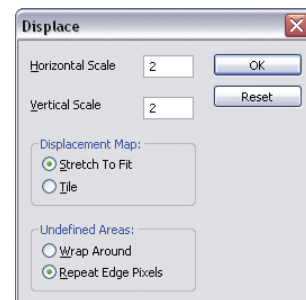 Displace
Horizontal Scale 2 OK
Vertical Scale 2 Reset
Displacement Map:
Stretch To Fit
Tile
Undefined Areas:
Wrap Around
Repeat Edge Pixels